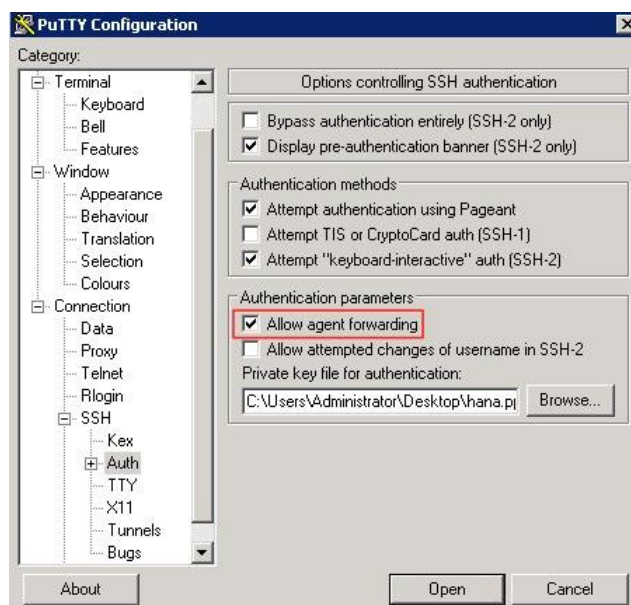 PuTTY Configuration
Category:
Terminal
Keyboard
Bell
Features
Window
Appearance
Behaviour
Translation
Selection
Colours
Connection
Data
Proxy
Telnet
Rlogin
SSH
Kex
Auth
TTY
X11
Tunnels
Bugs
Options controlling SSH authentication
Bypass authentication entirely (SSH-2 only)
Display pre-authentication banner (SSH-2 only)
Authentication methods
Attempt authentication using Pageant
Attempt TIS or CryptoCard auth (SSH-1)
Attempt "keyboard-interactive" auth (SSH-2)
Authentication parameters
Allow agent forwarding
Allow attempted changes of username in SSH-2
Private key file for authentication:
C:\Users\Administrator\Desktop\hana.pp
Browse...
About
Open
Cancel